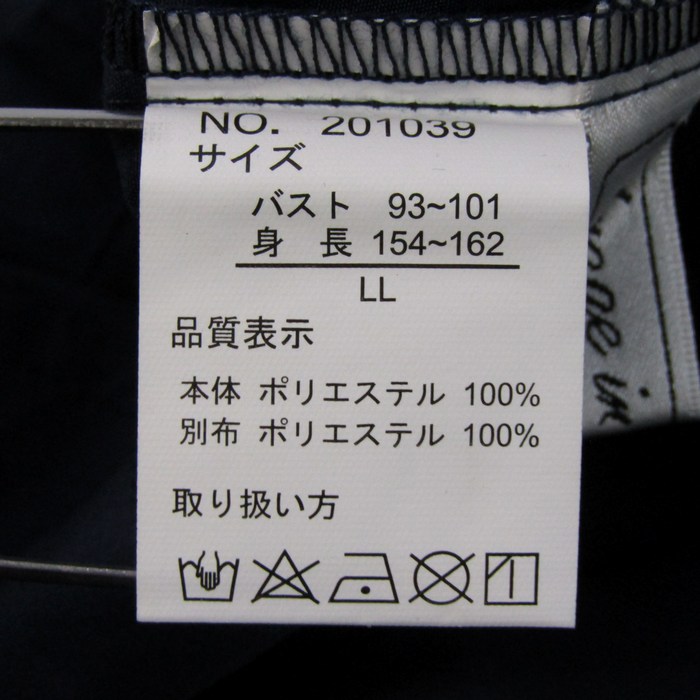 NO. 201039
サイズ
バスト 93~101
身 長 154~162
LL
品質表示
本体 ポリエステル 100%
別布 ポリエステル 100%
取り扱い方
in